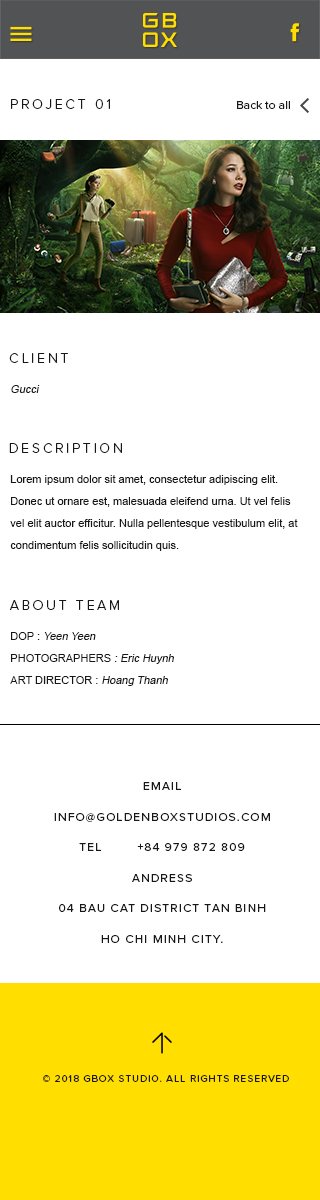 GB
OX
PROJECT 01
Back to all
CLIENT
Gucci
DESCRIPTION
Lorem ipsum dolor sit amet, consectetur adipiscing elit.
Donec ut ornare est, malesuada eleifend urna. Ut vel felis
vel elit auctor efficitur. Nulla pellentesque vestibulum elit, at
condimentum felis sollicitudin quis.
ABOUT TEAM
DOP : Yeen Yeen
PHOTOGRAPHERS : Eric Huynh
ART DIRECTOR : Hoang Thanh
EMAIL
INFO@GOLDENBOXSTUDIOS.COM
TEL +84 979 872 809
ANDRESS
04 BAU CAT DISTRICT TAN BINH
HO CHI MINH CITY.
© 2018 GBOX STUDIO. ALL RIGHTS RESERVED